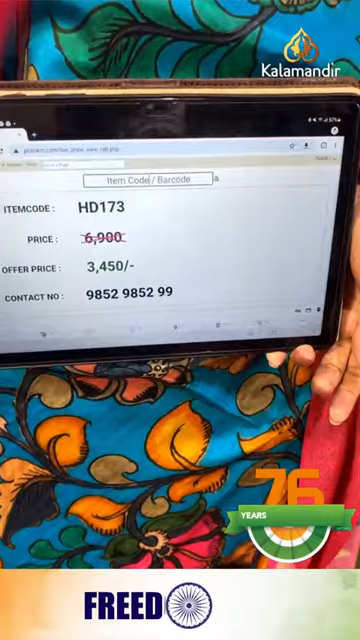 Kalamandir
Item Code / Barcode
ITEMCODE : HD173
PRICE : 6,900
OFFER PRICE : 3,450/-
CONTACT NO : 9852 9852 99
76
YEARS
FREED